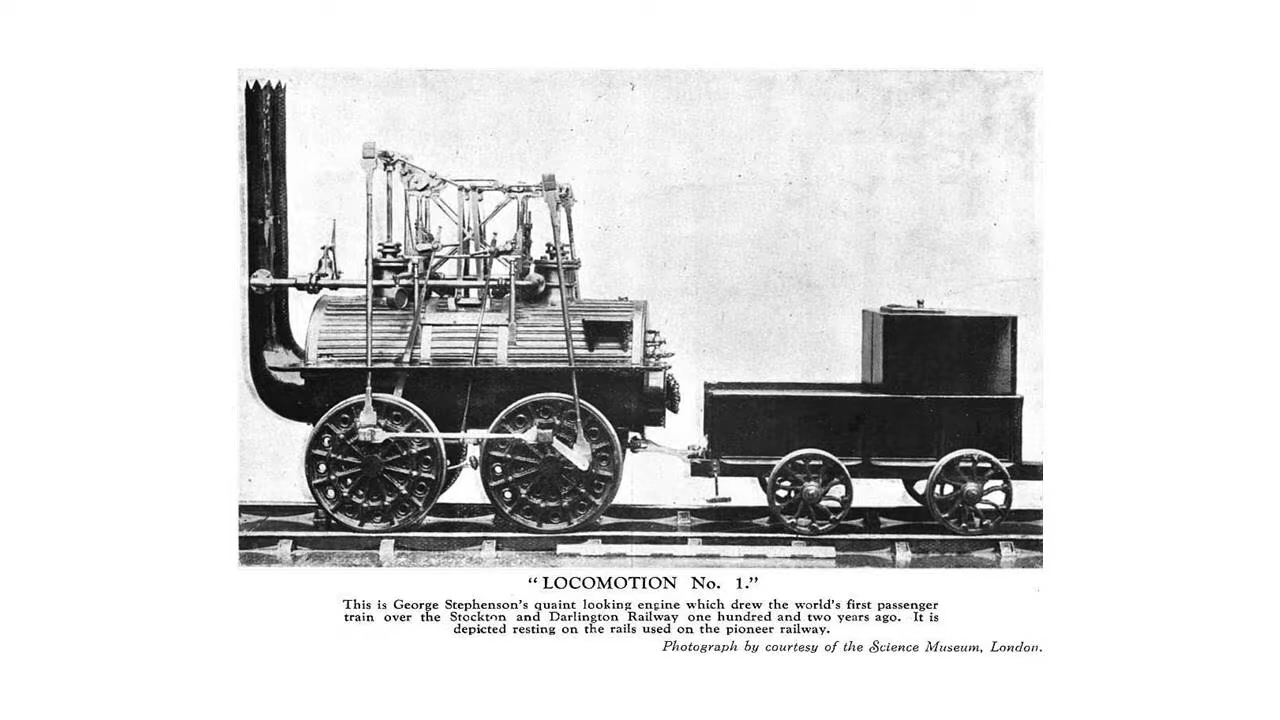 “LOCOMOTION No. 1.”
This is George Stephenson's quaint looking engine which drew the world's first passenger
train over the Stockton and Darlington Railway one hundred and two years ago. It is
depicted resting on the rails used on the pioneer railway.
Photograph by courtesy of the Science Museum, London.